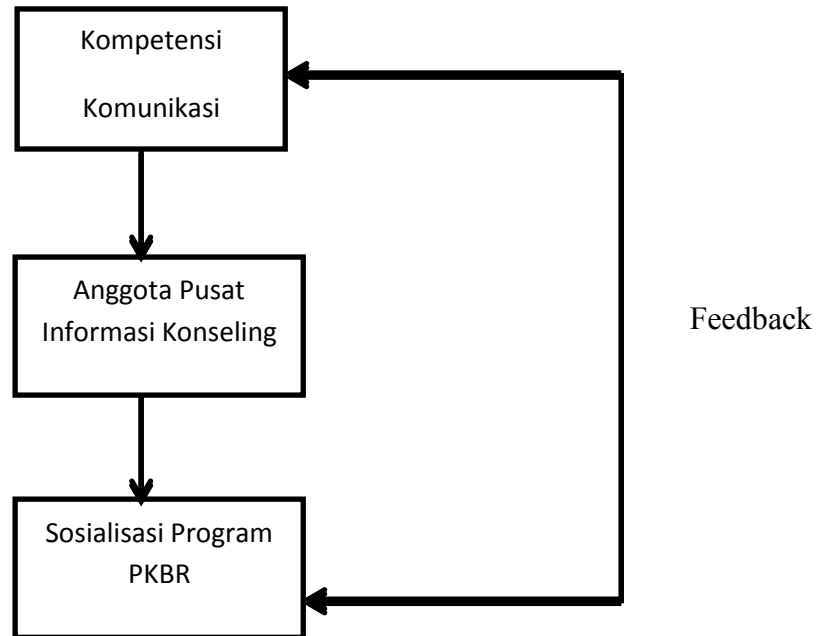 Kompetensi
Komunikasi
Anggota Pusat
Informasi Konseling
Feedback
Sosialisasi Program
PKBR